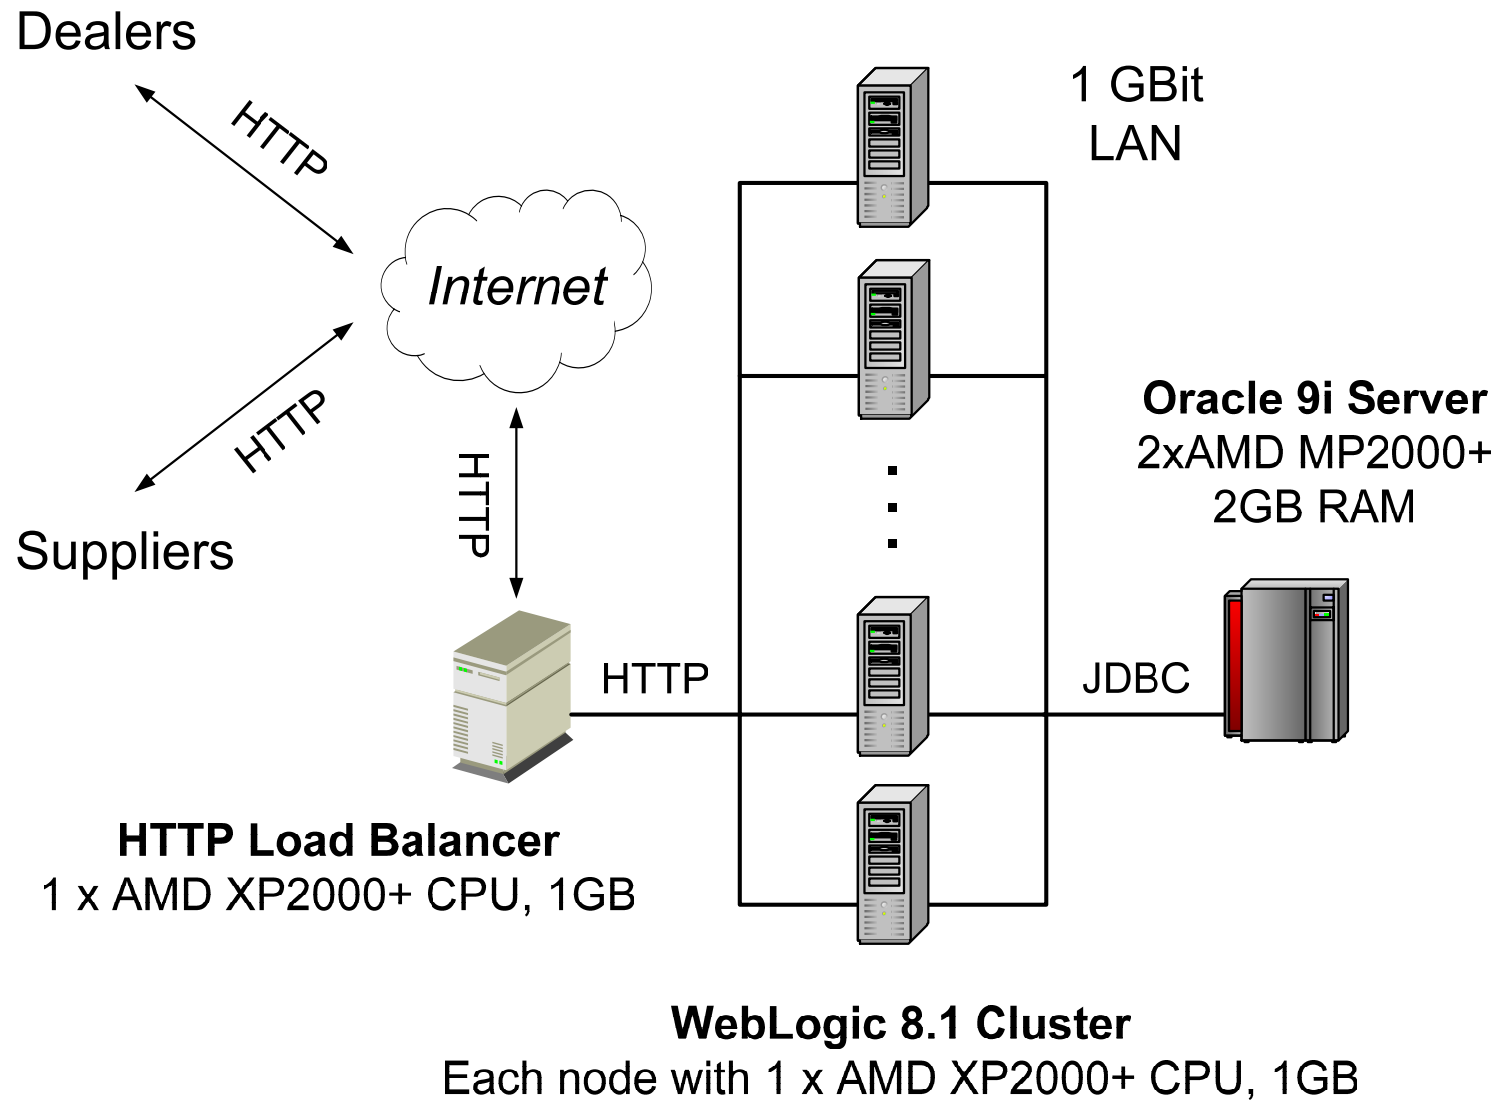 Dealers
HTTP
1 GBit
LAN
Internet
HTTP
Suppliers
HTTP
Oracle 9i Server
2xAMD MP2000+
2GB RAM
HTTP
JDBC
HTTP Load Balancer
1 x AMD XP2000+ CPU, 1GB
WebLogic 8.1 Cluster
Each node with 1 x AMD XP2000+ CPU, 1GB